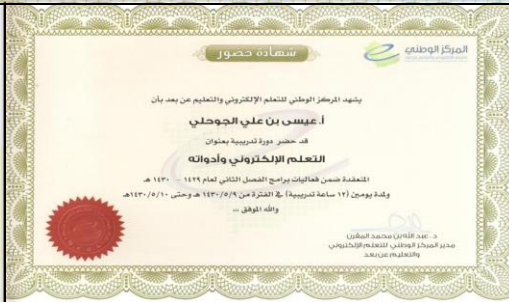 المركز الوطني
شهادة حضور
يشهد المركز الوطني للتعلم الإلكتروني والتعليم عن بعد بأن
أ. عيسى بن علي الجوحلي
قد حضر دورة تدريبية بعنوان
التعلم الإلكتروني وأدواته
المنعقدة ضمن فعاليات برامج الفصل الثاني لعام ١٤٢٩ - ١٤٣٠ هـ
ولمدة يومين (١٢ ساعة تدريبية) في الفترة من ١٤٣٠/٥/٩ هـ وحتى ١٤٣٠/٥/١٠هـ
والله الموفق ...
د. عبد الله بن محمد المقرن
مدير المركز الوطني للتعلم الإلكتروني
والتعليم عن بعد